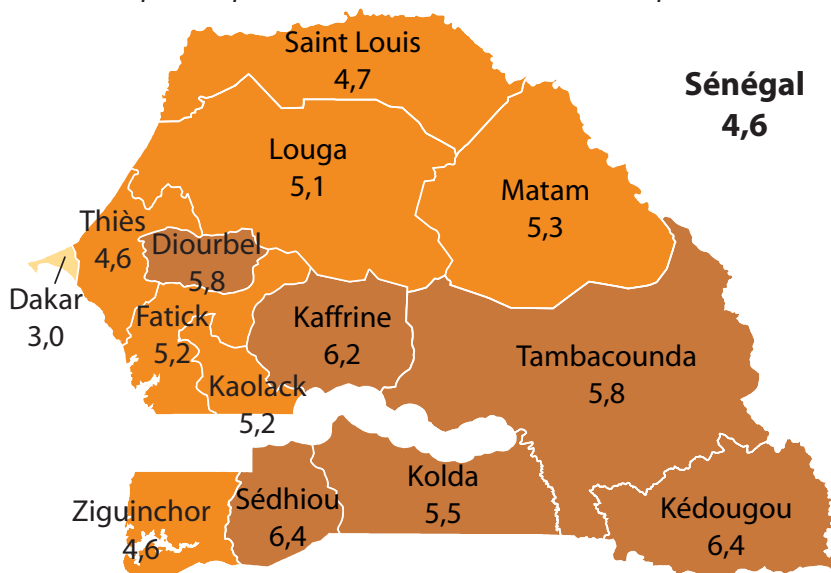 Saint Louis
4,7
Sénégal
4,6
Louga
5,1
Matam
5,3
Thiès
4,6
Diourbel
5,8
Dakar
3,0
Fatick
5,2
Kaffrine
6,2
Tambacounda
5,8
Kaolack
5,2
Ziguinchor
4,6
Sédhiou
6,4
Kolda
5,5
Kédougou
6,4